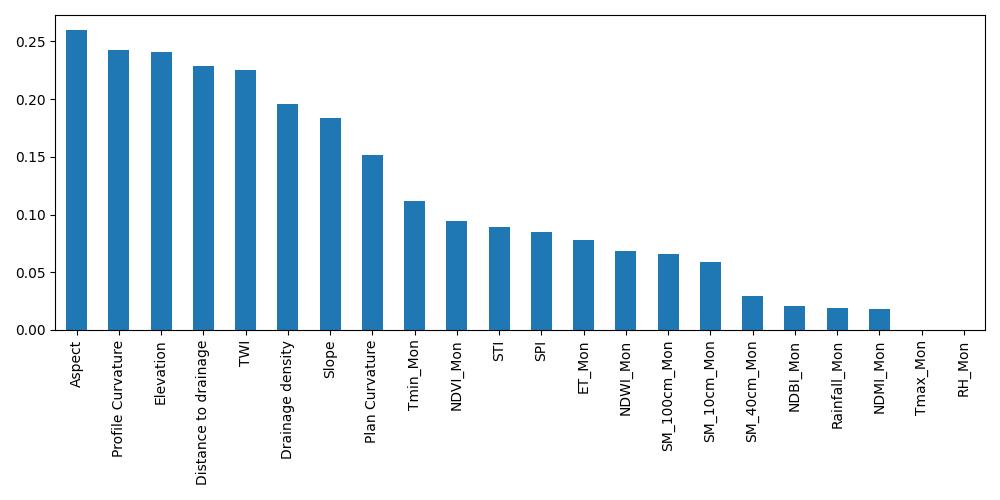 0.25
0.20
0.15
0.10
0.05
0.00
Aspect
Profile Curvature
Elevation
Distance to drainage
TWI
Drainage density
Slope
Plan Curvature
Tmin_Mon
NDVI_Mon
STI
SPI
ET_Mon
NDWI_Mon
SM_100cm_Mon
SM_10cm_Mon
SM_40cm_Mon
NDBI_Mon
Rainfall_Mon
NDMI_Mon
Tmax_Mon
RH_Mon